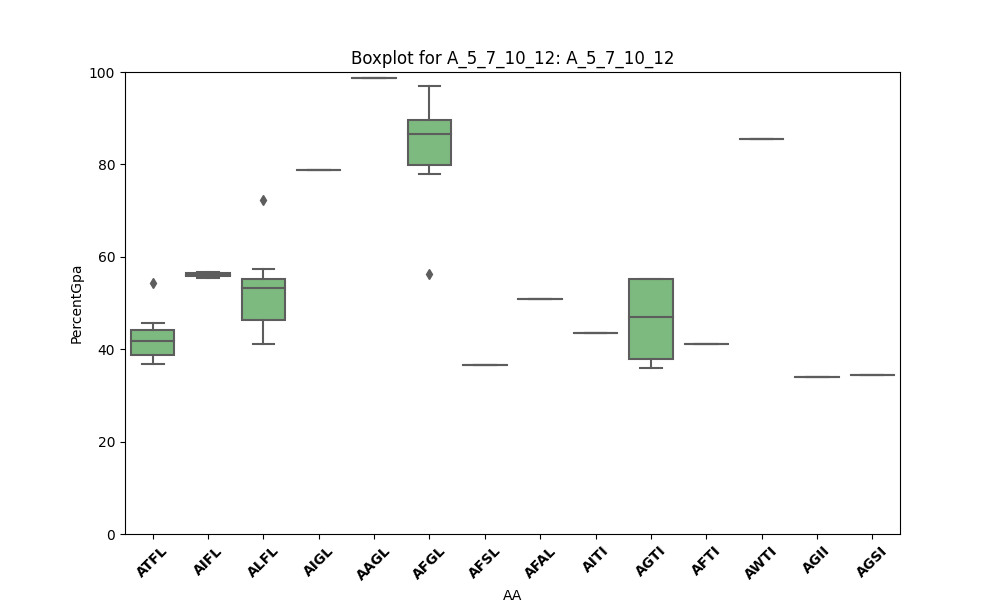 Boxplot for A_5_7_10_12: A_5_7_10_12
PercentGpa
100
80
60
40
20
0
ATFL AIFL ALFL AIGL AAGL AFGL AFSL AFAL AITI AGTI AFTI AWTI AGII AGSI
AA